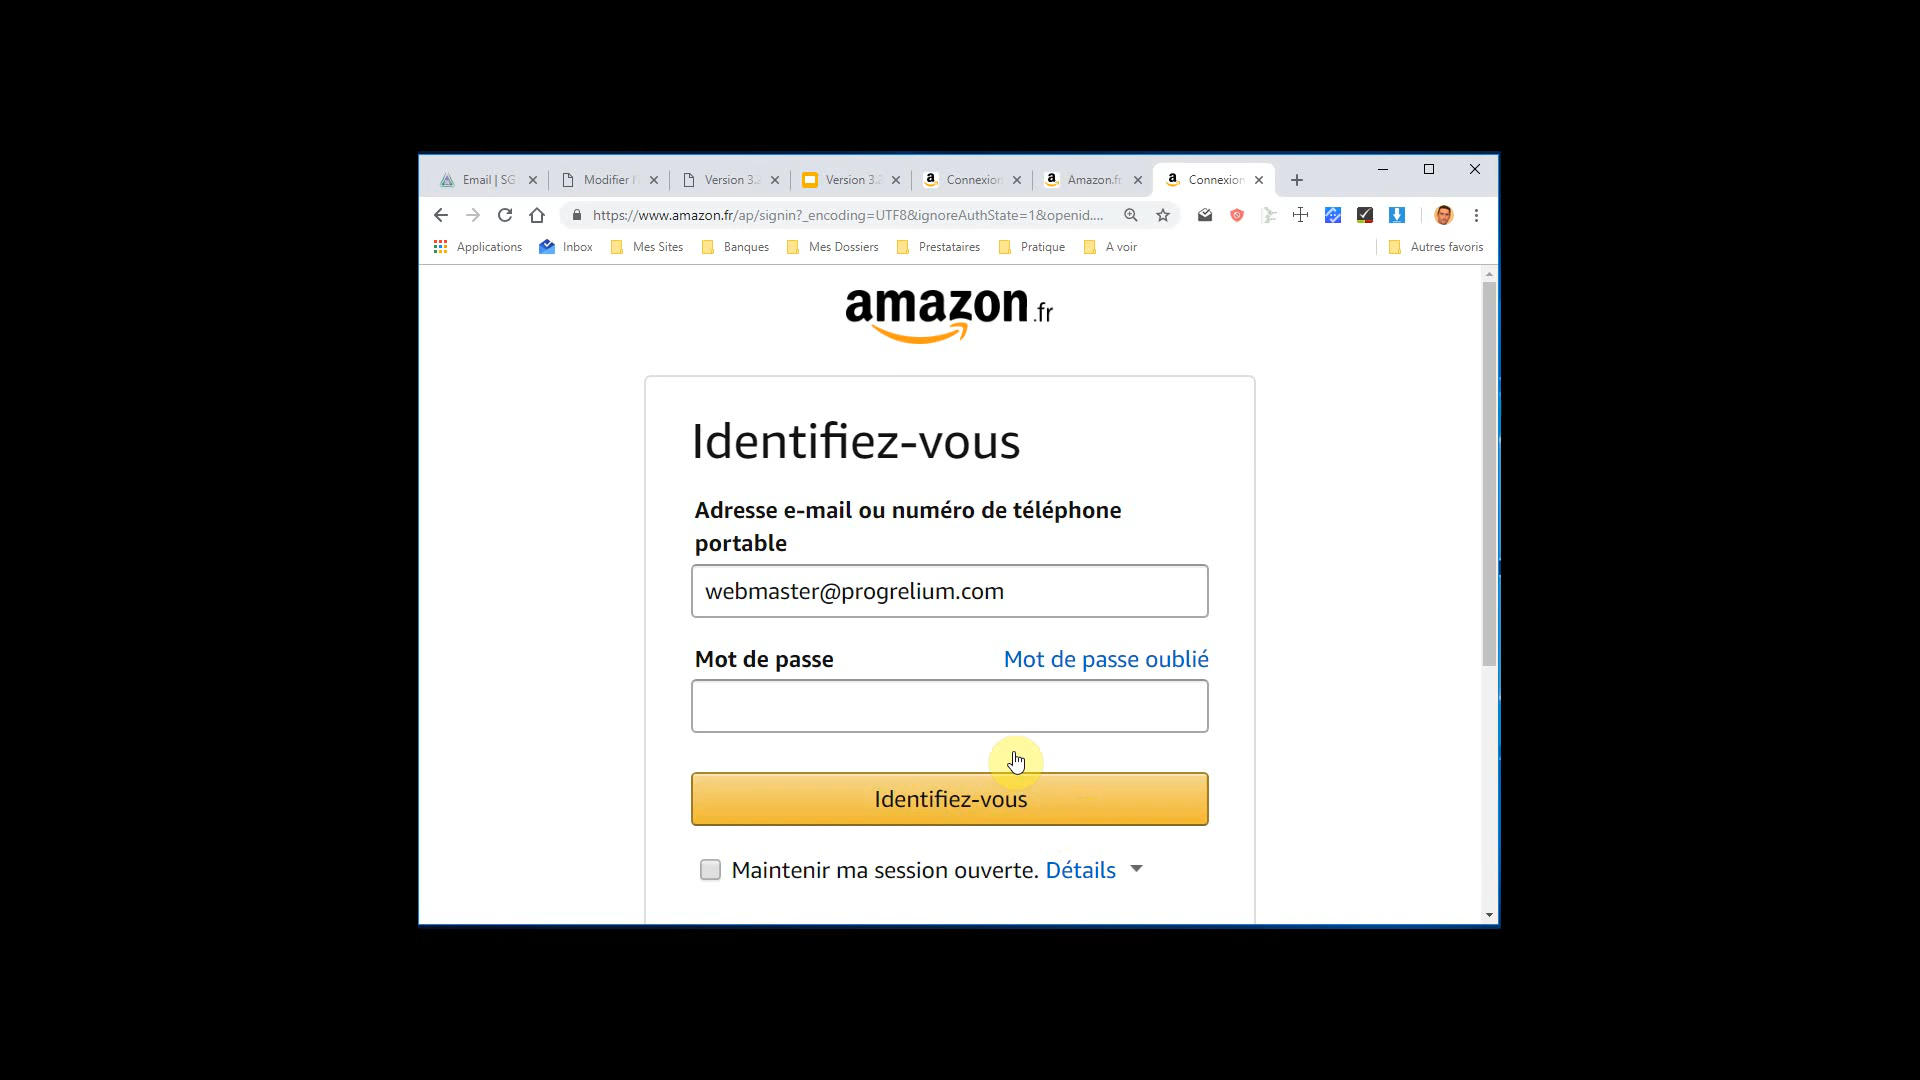 Email | SG
Modifier l'
Version 3.
Version 3.
Connexion
Amazon.fr
Connexion
https://www.amazon.fr/ap/signin?_encoding=UTF8&ignoreAuthState=1&openid....
Applications
Inbox
Mes Sites
Banques
Mes Dossiers
Prestataires
Pratique
A voir
Autres favoris
amazon.fr
Identifiez-vous
Adresse e-mail ou numéro de téléphone
portable
webmaster@progrelium.com
Mot de passe
Mot de passe oublié
Identifiez-vous
Maintenir ma session ouverte. Détails